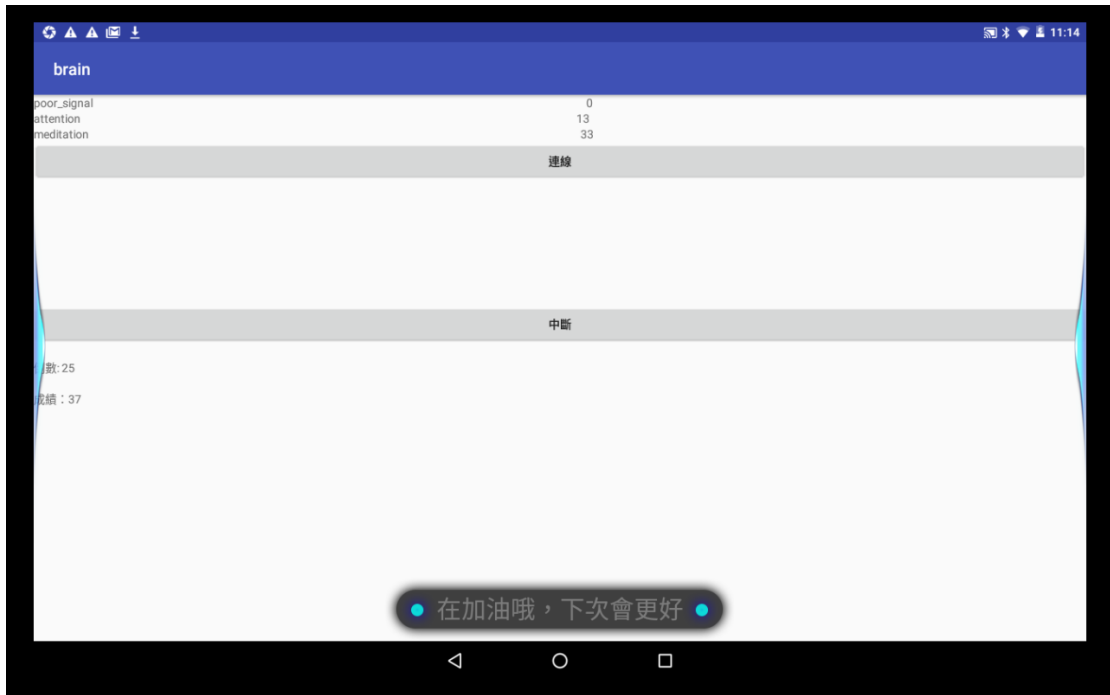 11:14
brain
poor_signal 0
attention 13
meditation 33
連線
中斷
數: 25
成績：37
在加油哦，下次會更好